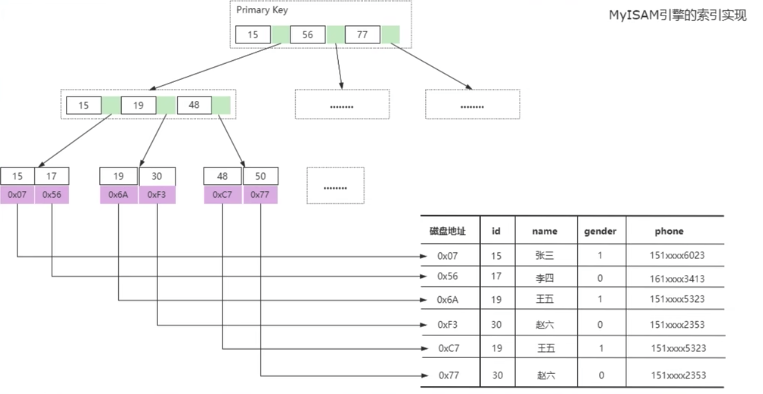 MyISAM引擎的索引实现
Primary Key
15 56 77
15 19 48
........ ........
15 17 19 30 48 50
0x07 0x56 0x6A 0xF3 0xC7 0x77
........
磁盘地址 id name gender phone
0x07 15 张三 1 151xxxx6023
0x56 17 李四 0 161xxxx3413
0x6A 19 王五 1 151xxxx5323
0xF3 30 赵六 0 151xxxx2353
0xC7 19 王五 1 151xxxx5323
0x77 30 赵六 0 151xxxx2353